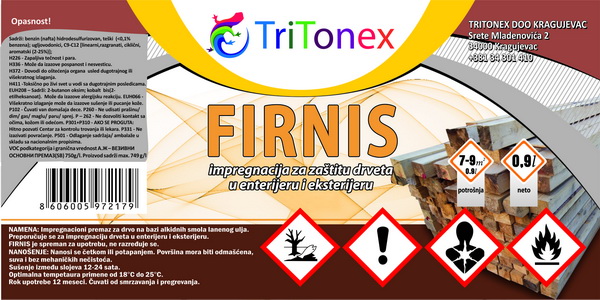 Opasnost!
Sadrži: benzin (nafta) hidrodesulfurizovan, teški (<0,1%
benzena); ugljovodonici, C9-C12 [linearni,razgranati, ciklični,
aromatski (2-25%)].
H226 - Zapaljiva tečnost i para.
H336 - Može da izazove pospanost i nesvesticu.
H372 - Dovodi do oštećenja organa usled dugotrajnog ili
višekratnog izlaganja.
H411 -Toksično po živi svet u vodi sa dugotrajnim posledicama.
EUH208 – Sadrži: 2-butanon oksim; kobalt bis(2-
etilheksanoat). Može da izazove alergijsku reakciju. EUH066 –
Višekratno izlaganje može da izazove sušenje ili pucanje kože.
P102 - Čuvati van domašaja dece. P260 - Ne udisati prašinu/
dim/ gas/ maglu/ paru/ sprej. P – 262 - Ne dozvoliti kontakt sa
očima, kožom ili odećom. P301+P310 - AKO SE PROGUTA:
Hitno pozvati Centar za kontrolu trovanja ili lekara. P331 - Ne
izazivati povraćanje. P501 - Odlaganje sadržaja/ ambalaže u
skladu sa nacionalnim propisima.
VOC podkategorija i granična vrednost A.Ж – ВЕЗИВНИ
ОСНОВНИ ПРЕМАЗ(SB) 750g/l. Proizvod sadrži max. 749 g/l
TriTonex
TRITONEX DOO KRAGUJEVAC
Srete Mladenovića 2
34000 Kragujevac
+381 34 301 410
FIRNIS
impregnacija za zaštitu drveta
u enterijeru i eksterijeru
7-9m²
0.9l
potrošnja
0,9l
neto
8 606005 972179
NAMENA: Impregnacioni premaz za drvo na bazi alkidnih smola lanenog ulja.
Preporučuje se za impregnaciju drveta u enterijeru i eksterijeru.
FIRNIS je spreman za upotrebu, ne razređuje se.
NANOŠENJE: Nanosi se četkom ili potapanjem. Površina mora biti odmašćena,
suva i bez mehaničkih nečistoća.
Sušenje između slojeva 12-24 sata.
Optimalna tempetaura primene od 18°C do 25°C.
Rok upotrebe 12 meseci. Čuvati od smrzavanja i pregrevanja.